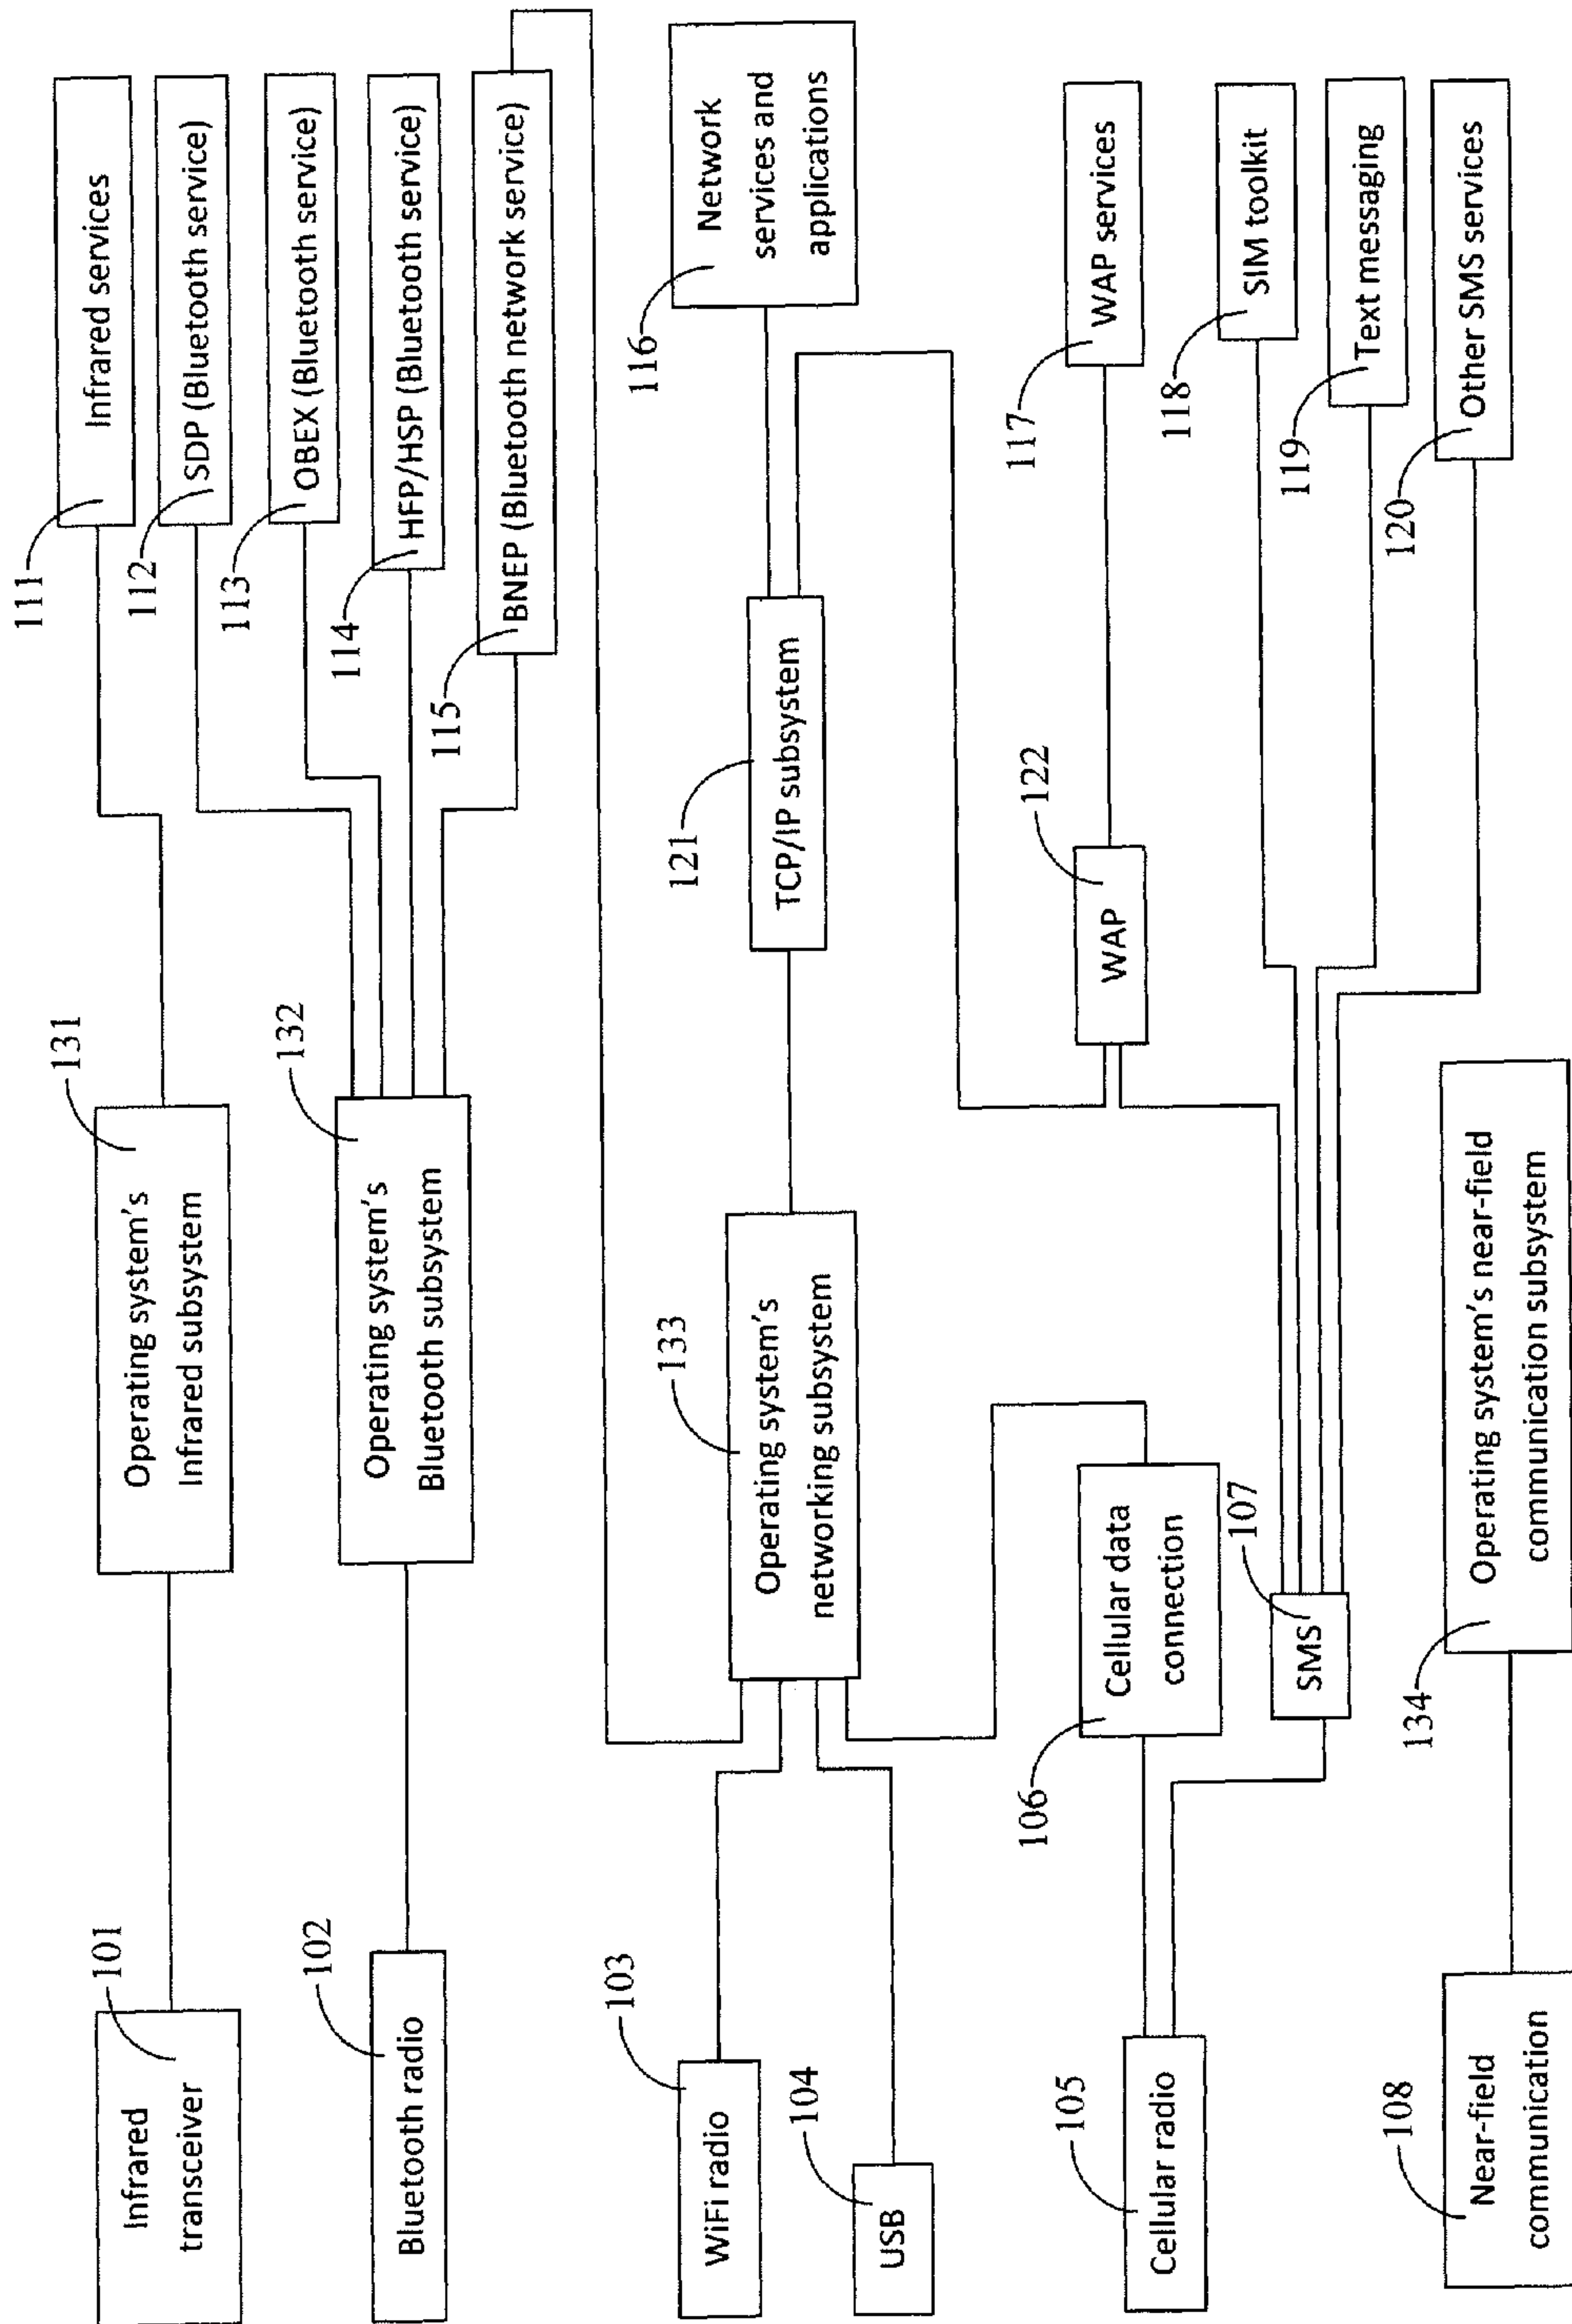 101
Infrared
transceiver
131
Operating system's
Infrared subsystem
111
Infrared services
102
Bluetooth radio
132
Operating system's
Bluetooth subsystem
112
SDP (Bluetooth service)
113
OBEX (Bluetooth service)
114
HFP/HSP (Bluetooth service)
115
BNEP (Bluetooth network service)
103
WiFi radio
104
USB
133
Operating system's
networking subsystem
121
TCP/IP subsystem
116
Network
services and
applications
105
Cellular radio
106
Cellular data
connection
107
SMS
122
WAP
117
WAP services
118
SIM toolkit
119
Text messaging
120
Other SMS services
108
Near-field
communication
134
Operating system's near-field
communication subsystem